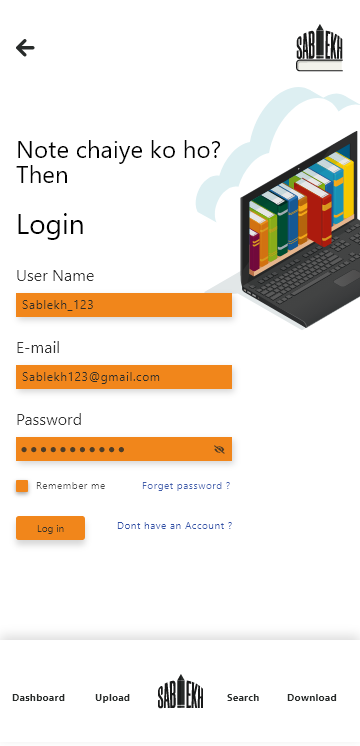 SABLEKH
Note chaiye ko ho?
Then
Login
User Name
Sablekh_123
E-mail
Sablekh123@gmail.com
Password
Remember me
Forget password ?
Log in
Dont have an Account ?
Dashboard
Upload
SABLEKH
Search
Download